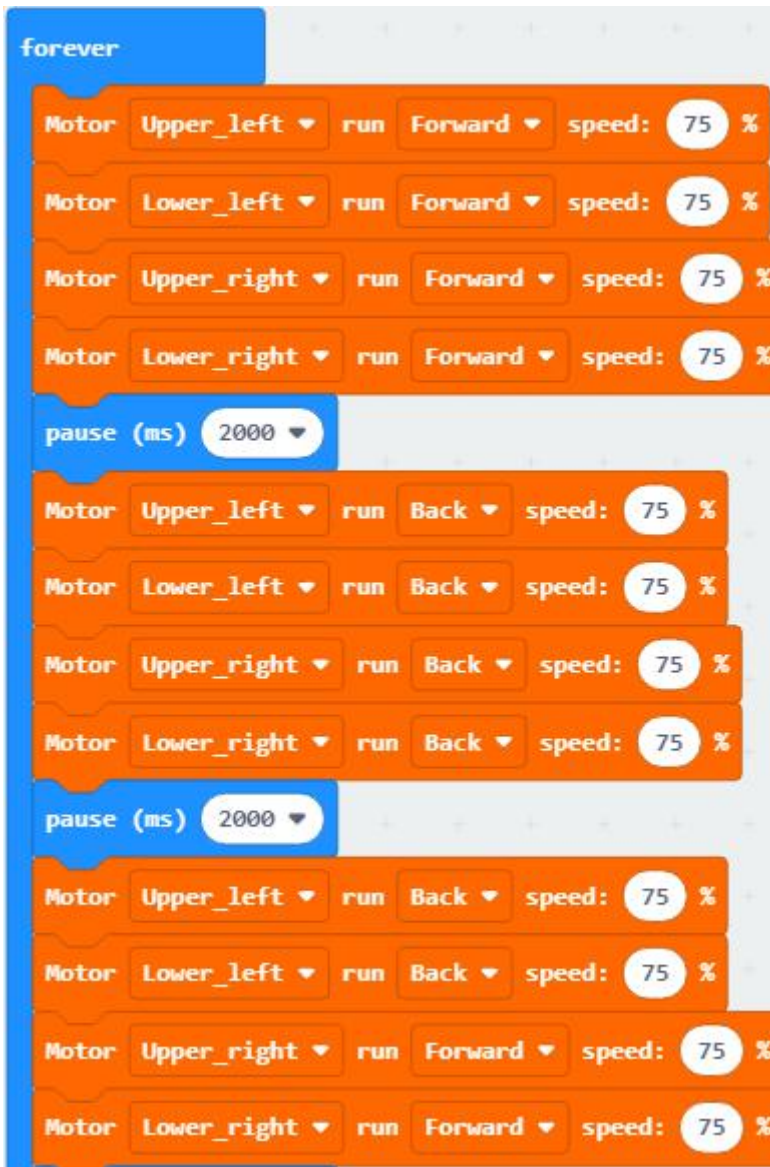 forever
Motor Upper_left run Forward speed: 75 %
Motor Lower_left run Forward speed: 75 %
Motor Upper_right run Forward speed: 75 %
Motor Lower_right run Forward speed: 75 %
pause (ms) 2000
Motor Upper_left run Back speed: 75 %
Motor Lower_left run Back speed: 75 %
Motor Upper_right run Back speed: 75 %
Motor Lower_right run Back speed: 75 %
pause (ms) 2000
Motor Upper_left run Back speed: 75 %
Motor Lower_left run Back speed: 75 %
Motor Upper_right run Forward speed: 75 %
Motor Lower_right run Forward speed: 75 %